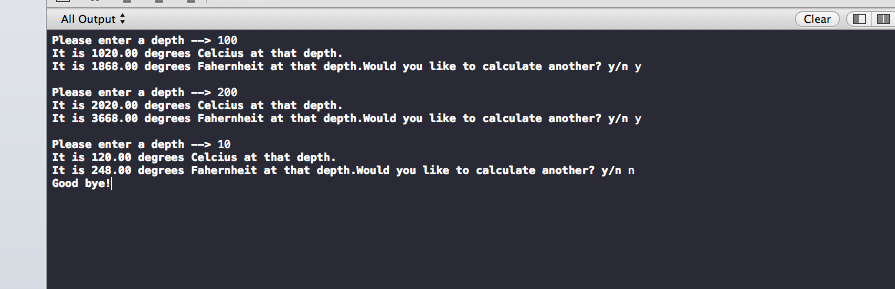 All Output
Clear
Please enter a depth --> 100
It is 1020.00 degrees Celcius at that depth.
It is 1868.00 degrees Fahernheit at that depth.Would you like to calculate another? y/n y
Please enter a depth --> 200
It is 2020.00 degrees Celcius at that depth.
It is 3668.00 degrees Fahernheit at that depth.Would you like to calculate another? y/n y
Please enter a depth --> 10
It is 120.00 degrees Celcius at that depth.
It is 248.00 degrees Fahernheit at that depth.Would you like to calculate another? y/n n
Good bye!